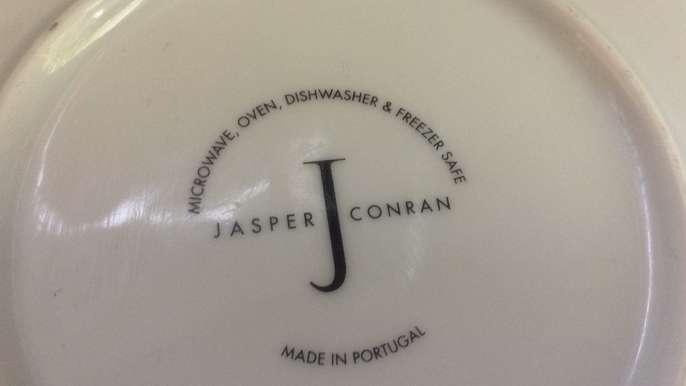 MICROWAVE, OVEN, DISHWASHER & FREEZER SAFE
JASPER J CONRAN
MADE IN PORTUGAL